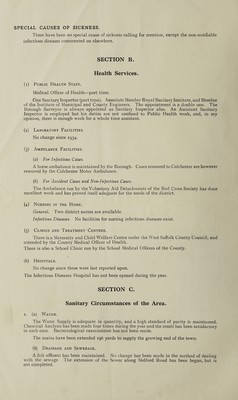 SPECIAL CAUSES OF SICKNESS.
There have been no special cause of sickness calling for mention, except the non-notifiable
infectious diseases commented on elsewhere.
SECTION B.
Health Services.
(1) PUBLIC HEALTH STAFF.
Medical Officer of Health—part time.
One Sanitary Inspector (part time). Associate Member Royal Sanitary Institute, and Member
of the Institute of Municipal and County Engineers. The appointment is a double one. The
Borough Surveyor is always appointed as Sanitary Inspector also. An Assistant Sanitary
Inspector is employed but his duties are not confined to Public Health work, and, in my
opinion, there is enough work for a whole time assistant.
(2) LABORATORY FACILITIES.
No change since 1934.
(3) AMBULANCE FACILITIES.
(a) For Infectious Cases.
A horse ambulance is maintained by the Borough. Cases removed to Colchester are however
removed by the Colchester Motor Ambulance.
(b) For Accident Cases and Non-Infectious Cases.
The Ambulance run by the Voluntary Aid Detachments of the Red Cross Society has done
excellent work and has proved itself adequate for the needs of the district.
(4) NURSING IN THE HOME.
General. Two district nurses are available.
Infectious Diseases. No facilities for nursing infectious diseases exist.
(5) CLINICS AND TREATMENT CENTRES.
There is a Maternity and Child Welfare Centre under the West Suffolk County Council, and
attended by the County Medical Officer of Health.
There is also a School Clinic run by the School Medical Officer of the County.
(6) HOSPITALS.
No change since these were last reported upon.
The Infectious Diseases Hospital has not been opened during the year.
SECTION C.
Sanitary Circumstances of the Area.
1. (a) WATER.
The Water Supply is adequate in quantity, and a high standard of purity is maintained.
Chemical Analysis has been made four times during the year and the result has been satisfactory
in each case. Bacteriological examination has not been made.
The mains have been extended 190 yards to supply the growing end of the town.
(b) DRAINAGE AND SEWERAGE.
A fair effluent has been maintained. No change has been made in the method of dealing
with the sewage. The extension of the Sewer along Melford Road has been begun, but is
not completed.